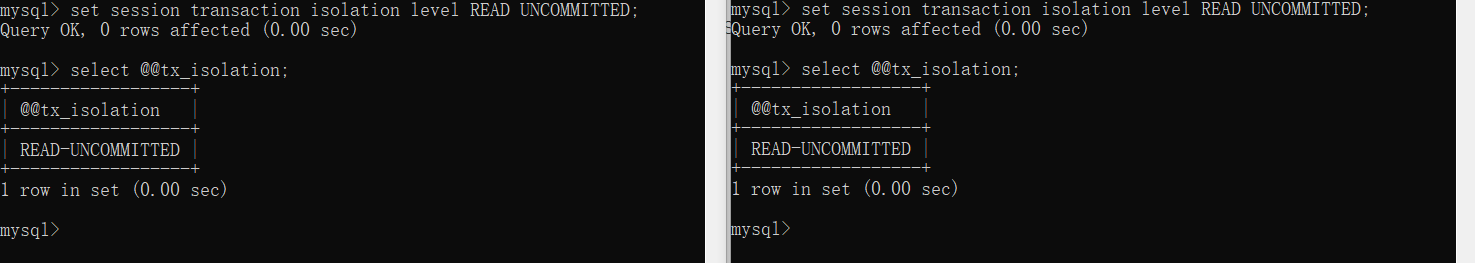 mysql> set session transaction isolation level READ UNCOMMITTED;
Query OK, 0 rows affected (0.00 sec)
mysql> select @@tx_isolation;
+------------------+
| @@tx_isolation   |
+------------------+
| READ-UNCOMMITTED |
+------------------+
1 row in set (0.00 sec)
mysql>
mysql> set session transaction isolation level READ UNCOMMITTED;
Query OK, 0 rows affected (0.00 sec)
mysql> select @@tx_isolation;
+------------------+
| @@tx_isolation   |
+------------------+
| READ-UNCOMMITTED |
+------------------+
1 row in set (0.00 sec)
mysql>